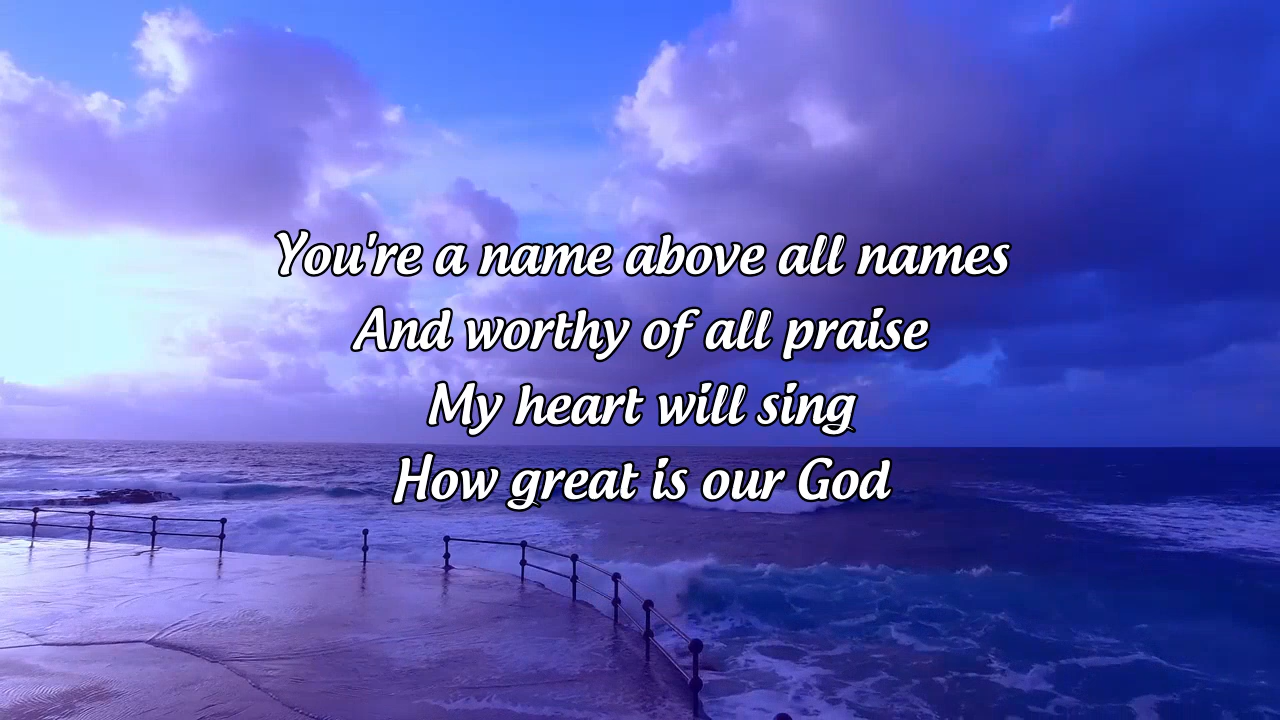 You're a name above all names
And worthy of all praise
My heart will sing
How great is our God